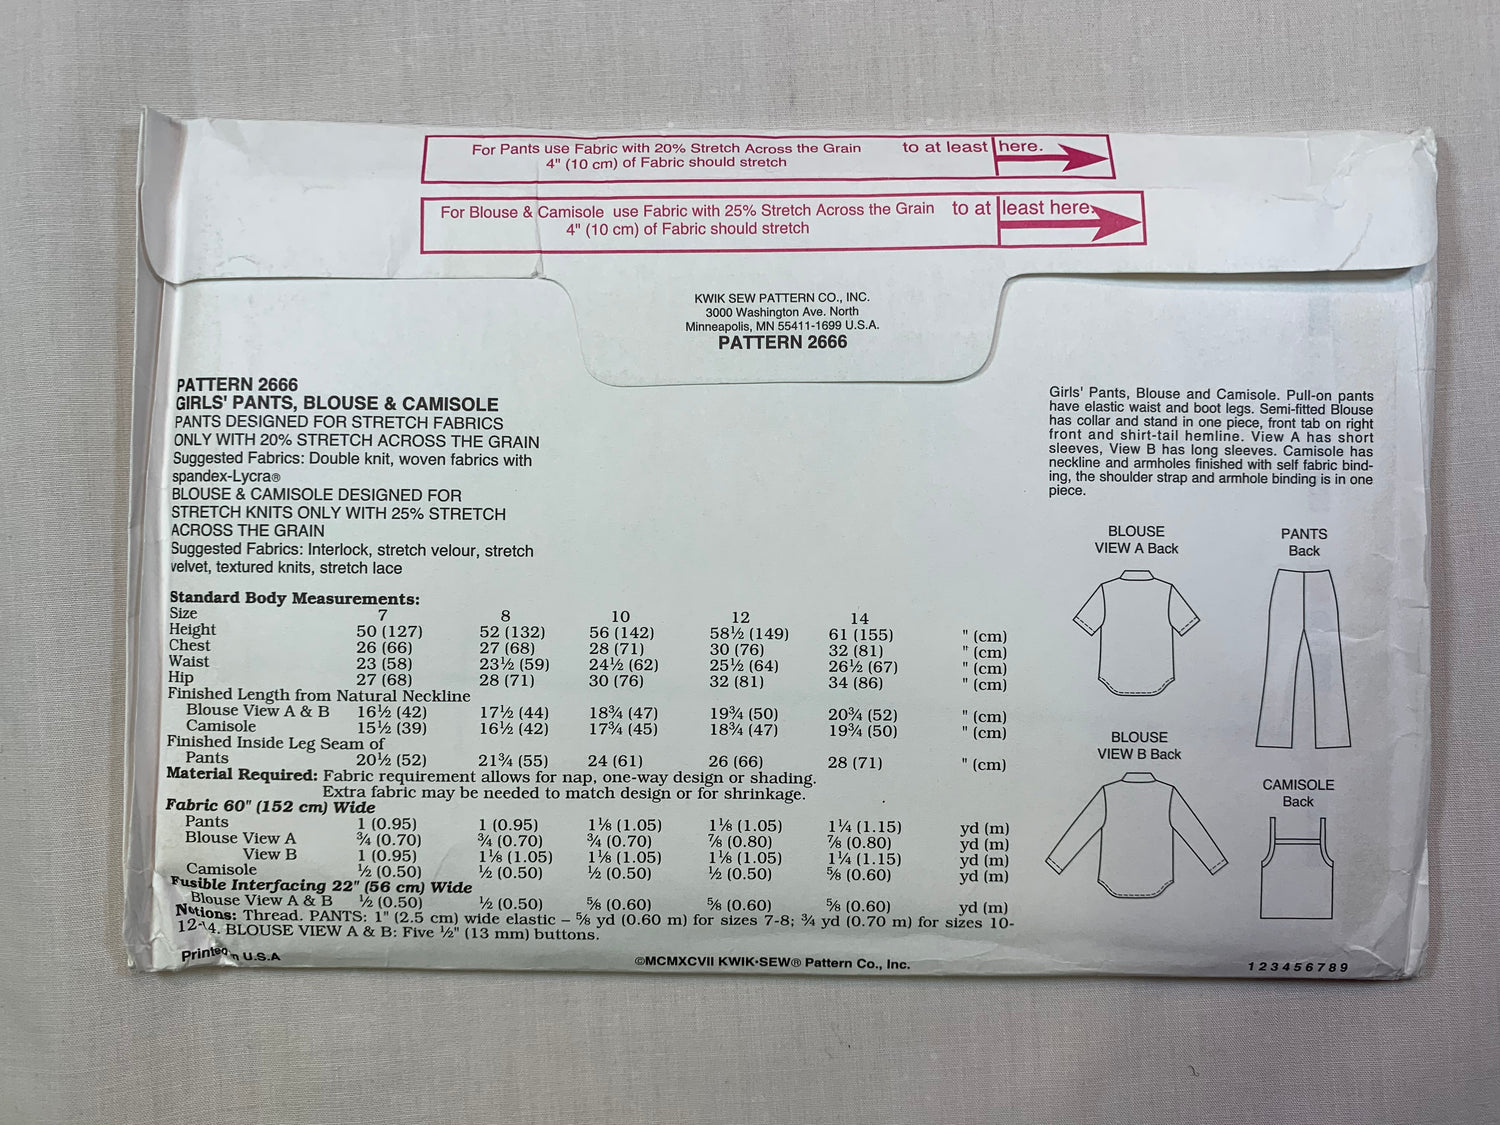 For Pants use Fabric with 20% Stretch Across the Grain to at least here.
4" (10 cm) of Fabric should stretch
For Blouse & Camisole use Fabric with 25% Stretch Across the Grain to at least here.
4" (10 cm) of Fabric should stretch
KWIK SEW PATTERN CO., INC.
3000 Washington Ave. North
Minneapolis, MN 55411-1699 U.S.A.
PATTERN 2666
PATTERN 2666
GIRLS' PANTS, BLOUSE & CAMISOLE
PANTS DESIGNED FOR STRETCH FABRICS
ONLY WITH 20% STRETCH ACROSS THE GRAIN
Suggested Fabrics: Double knit, woven fabrics with
spandex-Lycra®
BLOUSE & CAMISOLE DESIGNED FOR
STRETCH KNITS ONLY WITH 25% STRETCH
ACROSS THE GRAIN
Suggested Fabrics: Interlock, stretch velour, stretch
velvet, textured knits, stretch lace
Standard Body Measurements:
Size 7 8 10 12 14
Height 50 (127) 52 (132) 56 (142) 58½ (149) 61 (155) " (cm)
Chest 26 (66) 27 (68) 28 (71) 30 (76) 32 (81) " (cm)
Waist 23 (58) 23½ (59) 24½ (62) 25½ (64) 26½ (67) " (cm)
Hip 27 (68) 28 (71) 30 (76) 32 (81) 34 (86) " (cm)
Finished Length from Natural Neckline
Blouse View A & B 16½ (42) 17½ (44) 18¾ (47) 19¾ (50) 20¾ (52) " (cm)
Camisole 15½ (39) 16½ (42) 17¾ (45) 18¾ (47) 19¾ (50) " (cm)
Finished Inside Leg Seam of
Pants 20½ (52) 21¾ (55) 24 (61) 26 (66) 28 (71) " (cm)
Material Required: Fabric requirement allows for nap, one-way design or shading.
Extra fabric may be needed to match design or for shrinkage.
Fabric 60" (152 cm) Wide
Pants 1 (0.95) 1 (0.95) 1⅛ (1.05) 1⅛ (1.05) 1¼ (1.15) yd (m)
Blouse View A ¾ (0.70) ¾ (0.70) ¾ (0.70) ⅞ (0.80) ⅞ (0.80) yd (m)
View B 1 (0.95) 1⅛ (1.05) 1⅛ (1.05) 1⅛ (1.05) 1¼ (1.15) yd (m)
Camisole ½ (0.50) ½ (0.50) ½ (0.50) ½ (0.50) ⅝ (0.60) yd (m)
Fusible Interfacing 22" (56 cm) Wide
Blouse View A & B ½ (0.50) ½ (0.50) ⅝ (0.60) ⅝ (0.60) ⅝ (0.60) yd (m)
Notions: Thread. PANTS: 1" (2.5 cm) wide elastic – ⅝ yd (0.60 m) for sizes 7-8; ¾ yd (0.70 m) for sizes 10-
12-14. BLOUSE VIEW A & B: Five ½" (13 mm) buttons.
Printed in U.S.A
©MCMXCVII KWIK•SEW® Pattern Co., Inc.
1 2 3 4 5 6 7 8 9
Girls' Pants, Blouse and Camisole. Pull-on pants
have elastic waist and boot legs. Semi-fitted Blouse
has collar and stand in one piece, front tab on right
front and shirt-tail hemline. View A has short
sleeves, View B has long sleeves. Camisole has
neckline and armholes finished with self fabric bind-
ing, the shoulder strap and armhole binding is in one
piece.
BLOUSE
VIEW A Back
PANTS
Back
BLOUSE
VIEW B Back
CAMISOLE
Back